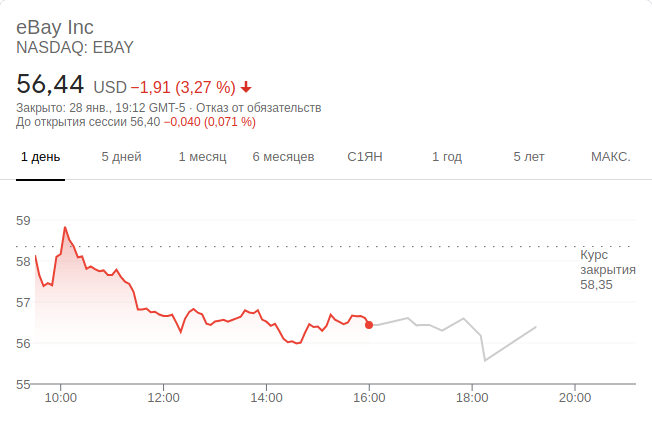 eBay Inc
NASDAQ: EBAY
56,44 USD −1,91 (3,27 %)
Закрыто: 28 янв., 19:12 GMT-5 · Отказ от обязательств
До открытия сессии 56,40 −0,040 (0,071 %)
1 день 5 дней 1 месяц 6 месяцев С1ЯН 1 год 5 лет МАКС.
59
58
57
56
55
Курс
закрытия
58,35
10:00 12:00 14:00 16:00 18:00 20:00